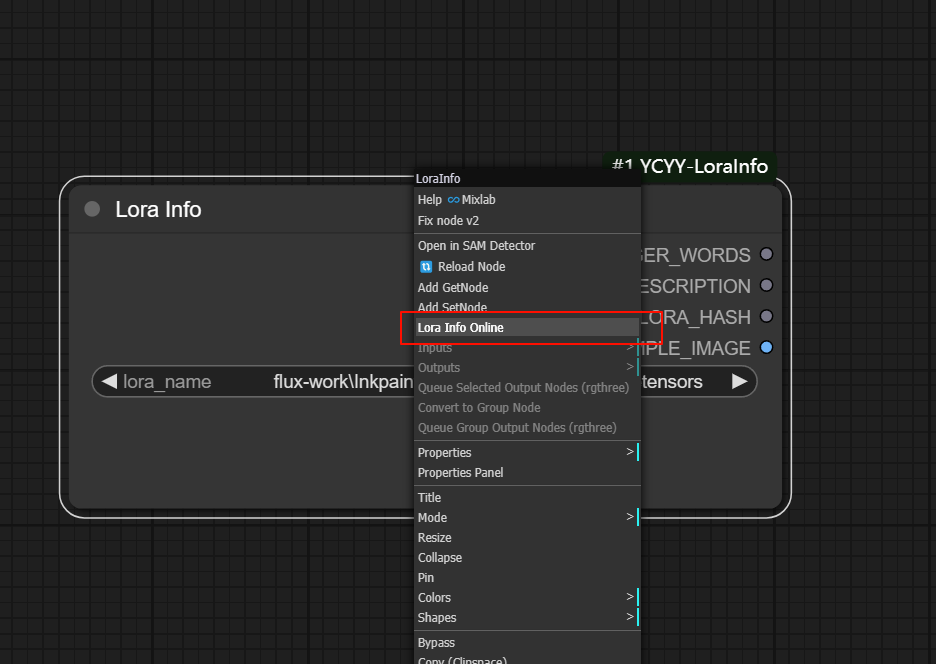 #1 YCYY-LoraInfo
LoraInfo
Lora Info
Help Mixlab
Fix node v2
Open in SAM Detector
Reload Node
Add GetNode
Add SetNode
Lora Info Online
Inputs >
Outputs >
Queue Selected Output Nodes (rgthree)
Convert to Group Node
Queue Group Output Nodes (rgthree)
Properties >
Properties Panel
Title
Mode >
Resize
Collapse
Pin
Colors >
Shapes >
Bypass
Copy (Clipspace)
GER_WORDS
ESCRIPTION
LORA_HASH
MPLE_IMAGE
lora_name flux-work\Inkpain tensors